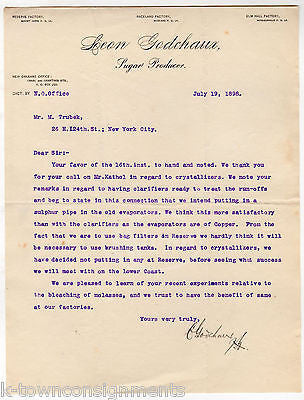 RESERVE FACTORY,
RACELAND FACTORY,
ELM HALL FACTORY,
Leon Godchaux,
Sugar Producer.
NEW ORLEANS OFFICE:
DICT. BY N.O.Office
July 19, 1898.
Mr. M. Trubek,
26 E.124th.St.; New York City.
Dear Sir:-
Your favor of the 16th.inst. to hand and noted. We thank you
for your call on Mr.Kathol in regard to crystallizers. We note your
remarks in regard to having clarifiers ready to treat the run-offs
and beg to state in this connection that we intend putting in a
sulphur pipe in the old evaporators. We think this more satisfactory
than with the clarifiers as the evaporators are of Copper. From the
fact that we are to use bag filters in Reserve we hardly think it will
be necessary to use brushing tanks. In regard to crystallizers, we
have decided not putting in any at Reserve, before seeing what success
we will meet with on the lower Coast.
We are pleased to learn of your recent experiments relative to
the bleaching of molasses, and we trust to have the benefit of same
at our factories.
Yours very truly,
Godchaux
k-townconsignments